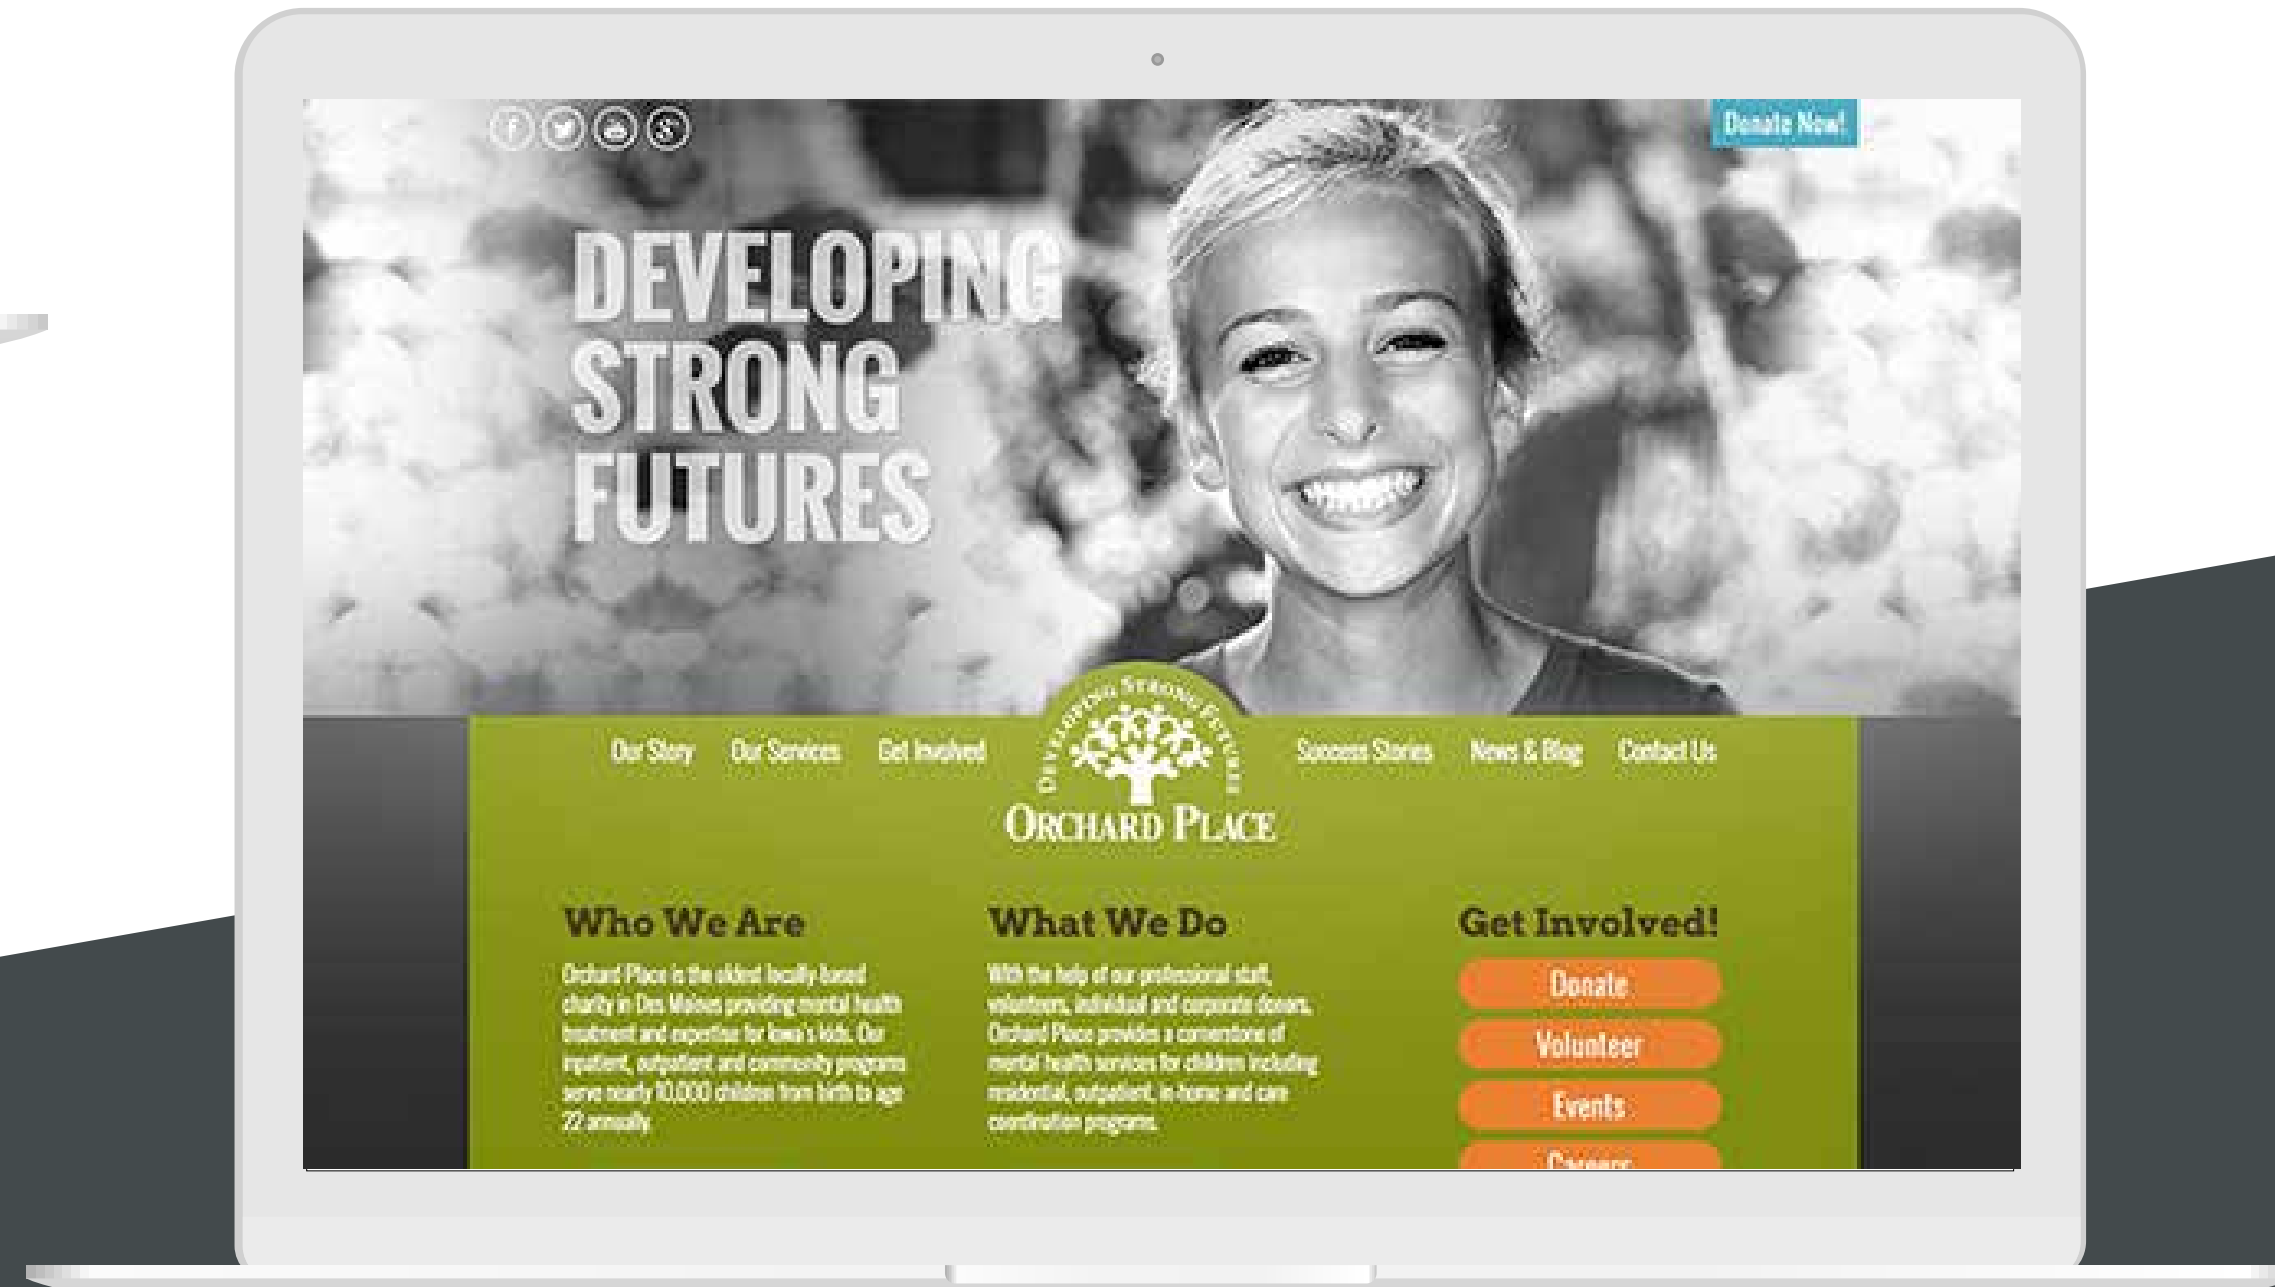 Donate Now!
DEVELOPING
STRONG
FUTURES
DEVELOPING STRONG FUTURES
Our Story Our Services Get Involved Success Stories News & Blog Contact Us
ORCHARD PLACE
Who We Are
Orchard Place is the oldest locally-based
charity in Des Moines providing mental health
treatment and expertise for Iowa's kids. Our
inpatient, outpatient and community programs
serve nearly 10,000 children from birth to age
22 annually.
What We Do
With the help of our professional staff,
volunteers, individual and corporate donors,
Orchard Place provides a cornerstone of
mental health services for children including
residential, outpatient, in-home and care
coordination programs.
Get Involved!
Donate
Volunteer
Events
Careers